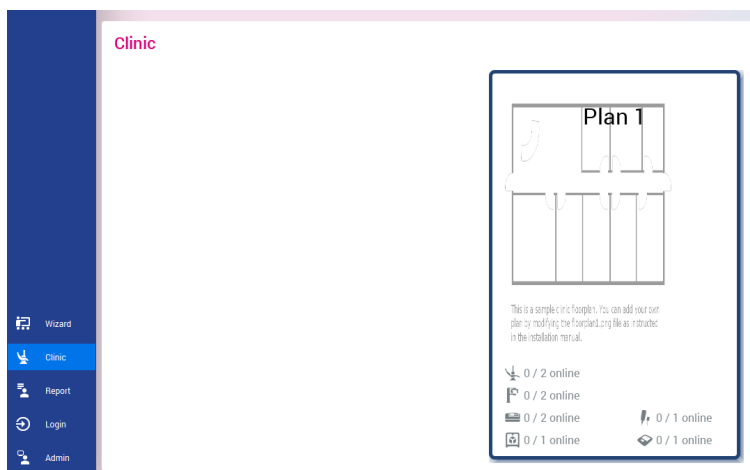 Clinic
Plan 1
This is a sample clinic floorplan. You can add your own
plan by modifying the floorplan1.png file as instructed
in the installation manual.
0 / 2 online
0 / 2 online
0 / 2 online
0 / 1 online
0 / 1 online
0 / 1 online
Wizard
Clinic
Report
Login
Admin